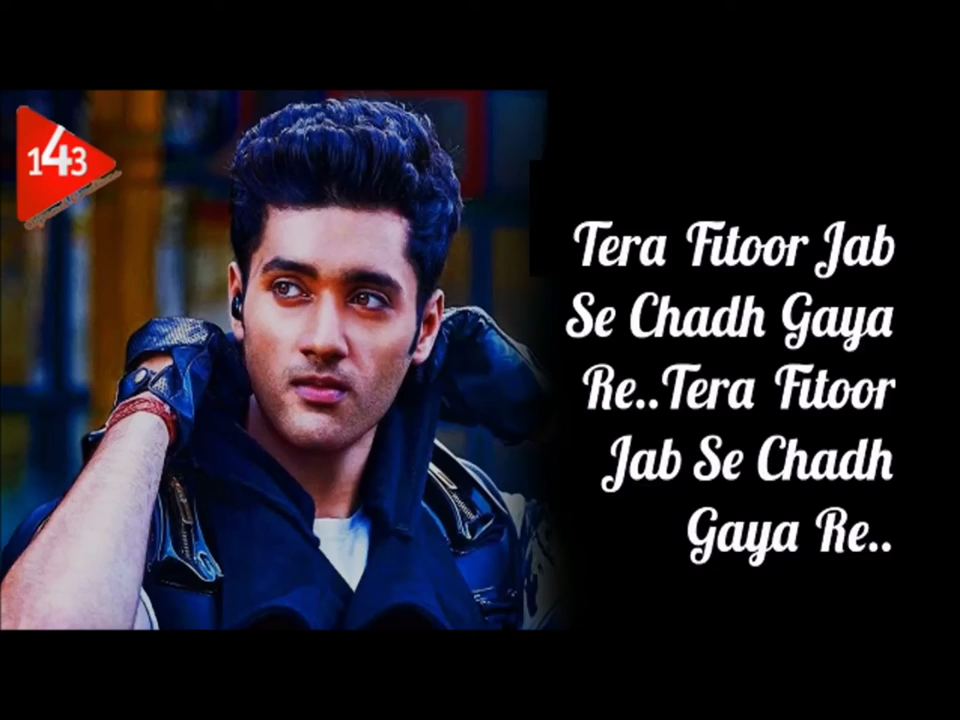 143
Tera Fitoor Jab
Se Chadh Gaya
Re..Tera Fitoor
Jab Se Chadh
Gaya Re..